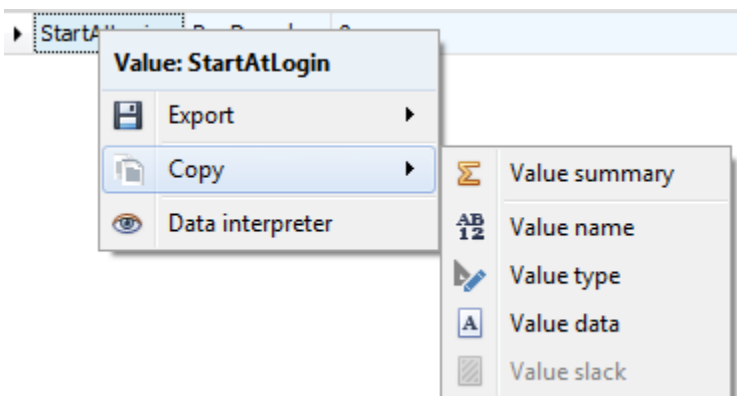 Value: StartAtLogin
Export
Copy
Data interpreter
Value summary
Value name
Value type
Value data
Value slack